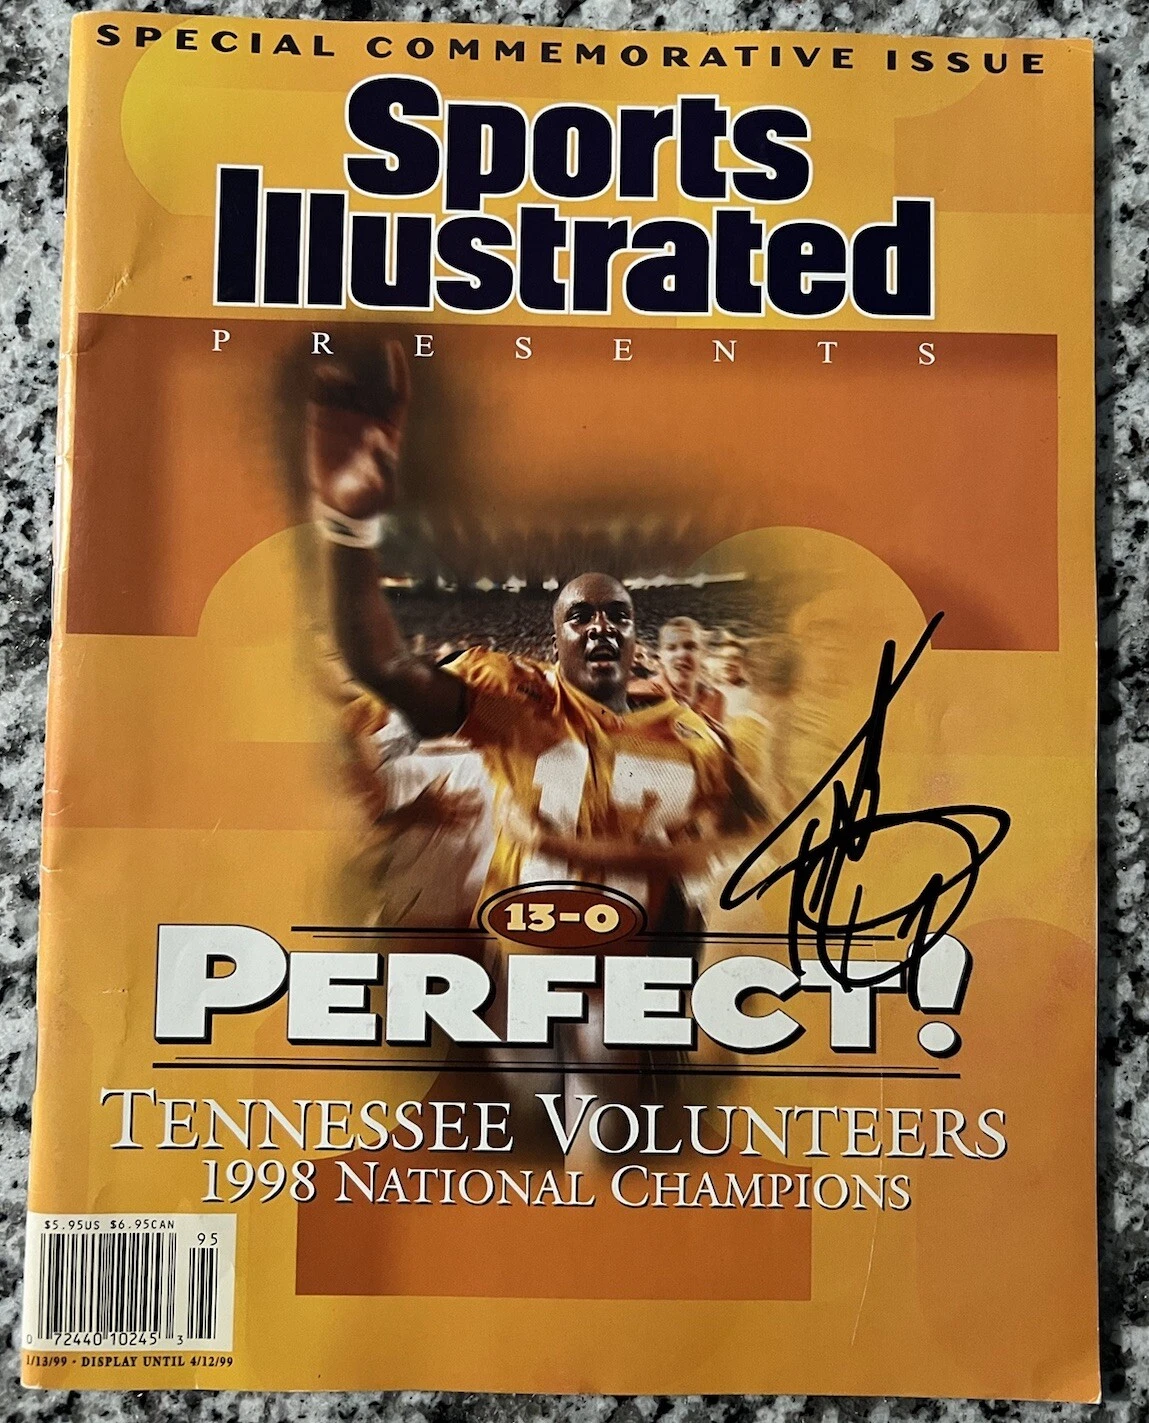 SPECIAL COMMEMORATIVE ISSUE
Sports
Illustrated
PRESENTS
17
13-0
PERFECT!
TENNESSEE VOLUNTEERS
1998 NATIONAL CHAMPIONS
$5.95US $6.95CAN
95
0 72440 10245 3
1/13/99 - DISPLAY UNTIL 4/12/99